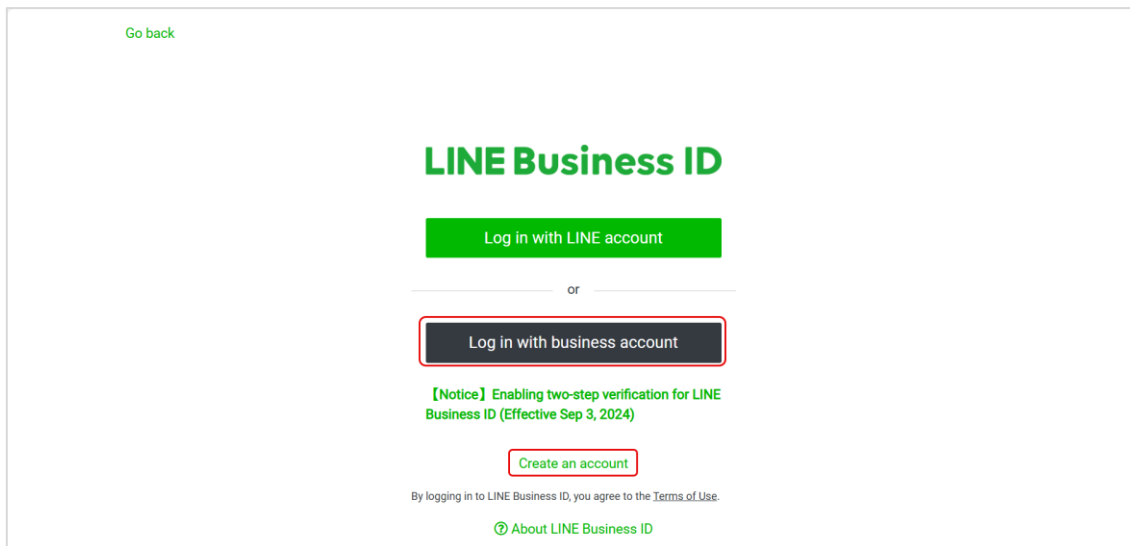 Go back
LINE Business ID
Log in with LINE account
or
Log in with business account
【Notice】Enabling two-step verification for LINE
Business ID (Effective Sep 3, 2024)
Create an account
By logging in to LINE Business ID, you agree to the Terms of Use.
? About LINE Business ID